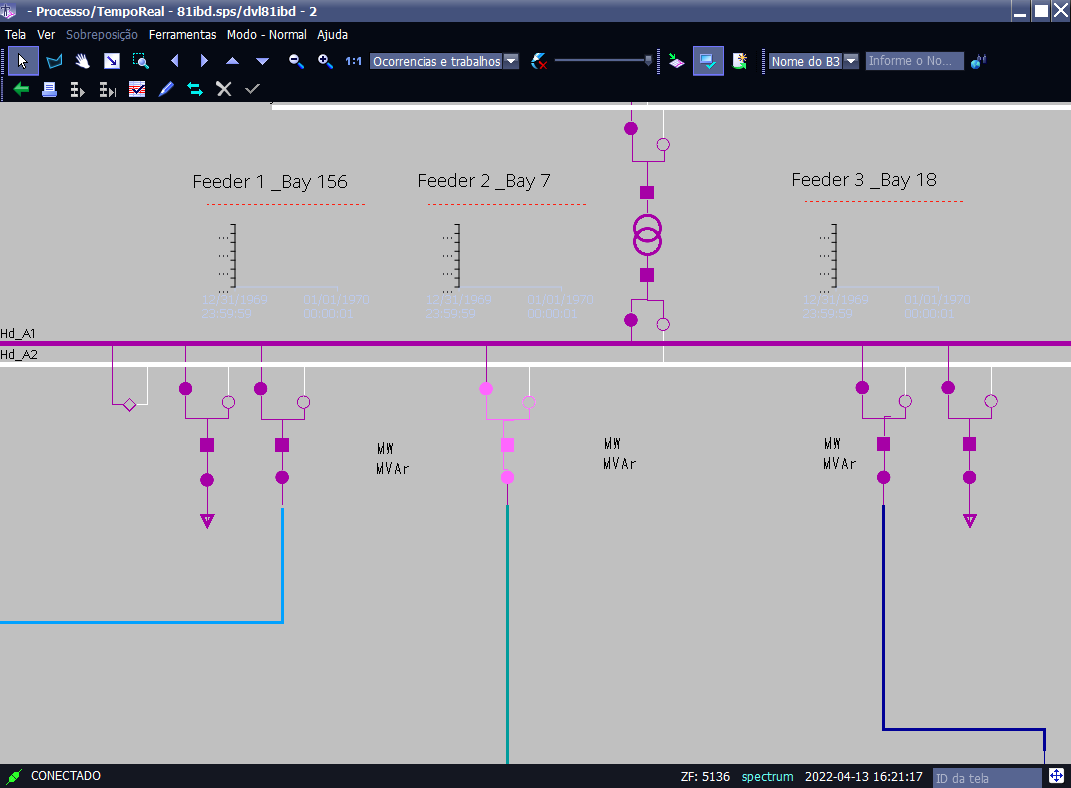 - Processo/TempoReal - 81ibd.sps/dvl81ibd - 2
Tela Ver Sobreposição Ferramentas Modo - Normal Ajuda
1:1 Ocorrencias e trabalhos Nome do B3 Informe o No...
Feeder 1 _Bay 156 Feeder 2 _Bay 7 Feeder 3 _Bay 18
... ... ...
... ... ...
... ... ...
... ... ...
12/31/1969 01/01/1970 12/31/1969 01/01/1970 12/31/1969 01/01/1970
23:59:59 00:00:01 23:59:59 00:00:01 23:59:59 00:00:01
Hd_A1
Hd_A2
MW MW MW
MVAr MVAr MVAr
CONECTADO ZF: 5136 spectrum 2022-04-13 16:21:17 ID da tela